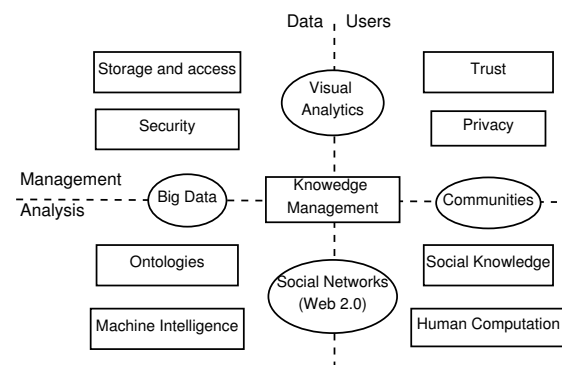 Data Users
Storage and access
Trust
Visual
Analytics
Security
Privacy
Management
Analysis
Big Data
Knowedge
Management
Communities
Ontologies
Social Networks
(Web 2.0)
Social Knowledge
Machine Intelligence
Human Computation